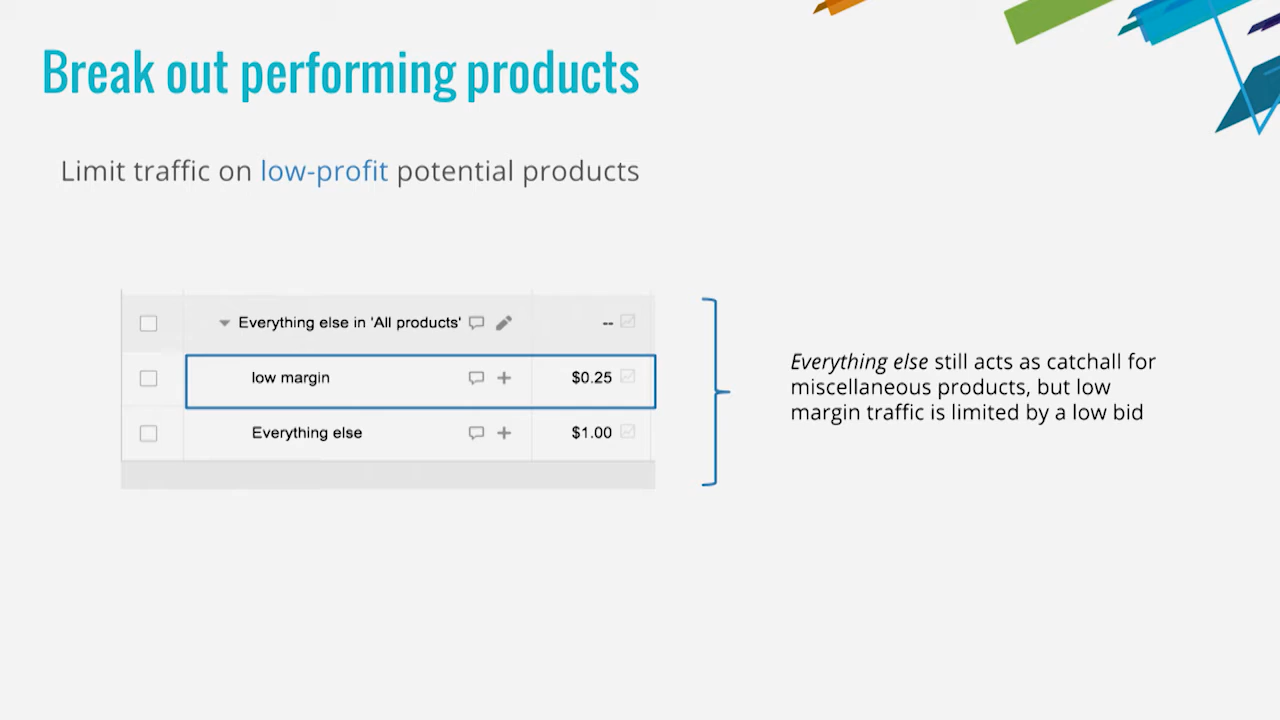 Break out performing products
Limit traffic on low-profit potential products
Everything else in 'All products' --
low margin $0.25
Everything else $1.00
Everything else still acts as catchall for
miscellaneous products, but low
margin traffic is limited by a low bid